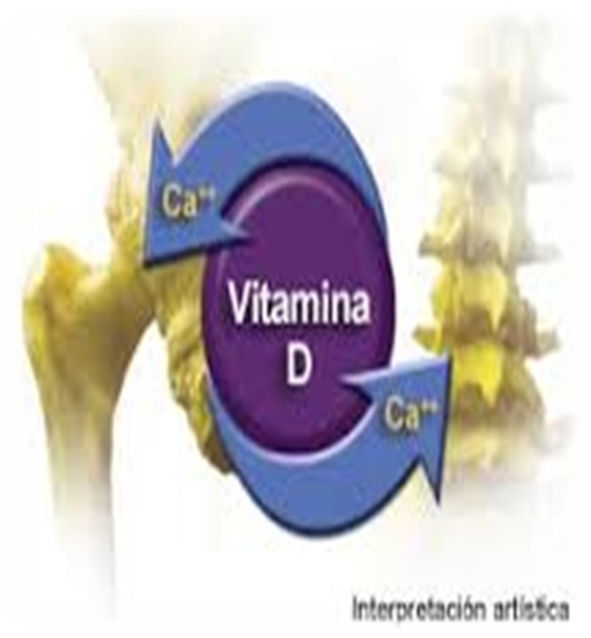 Ca⁺⁺
Vitamina
D
Ca⁺⁺
Interpretación artística